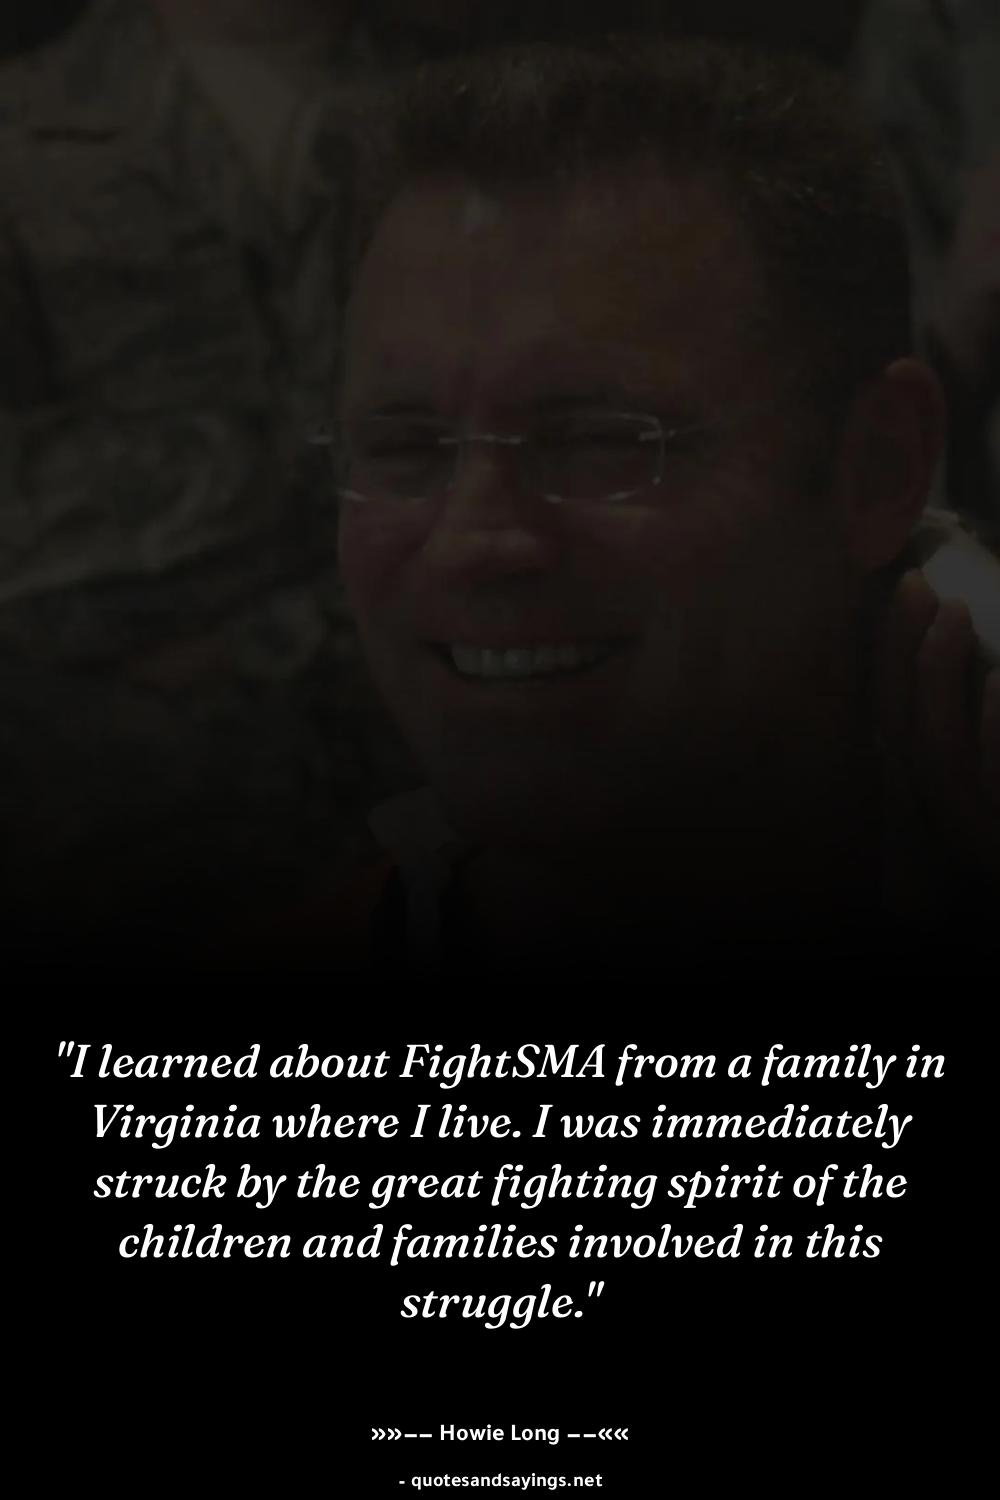 "I learned about FightSMA from a family in
Virginia where I live. I was immediately
struck by the great fighting spirit of the
children and families involved in this
struggle."
»»−− Howie Long −−««
- quotesandsayings.net